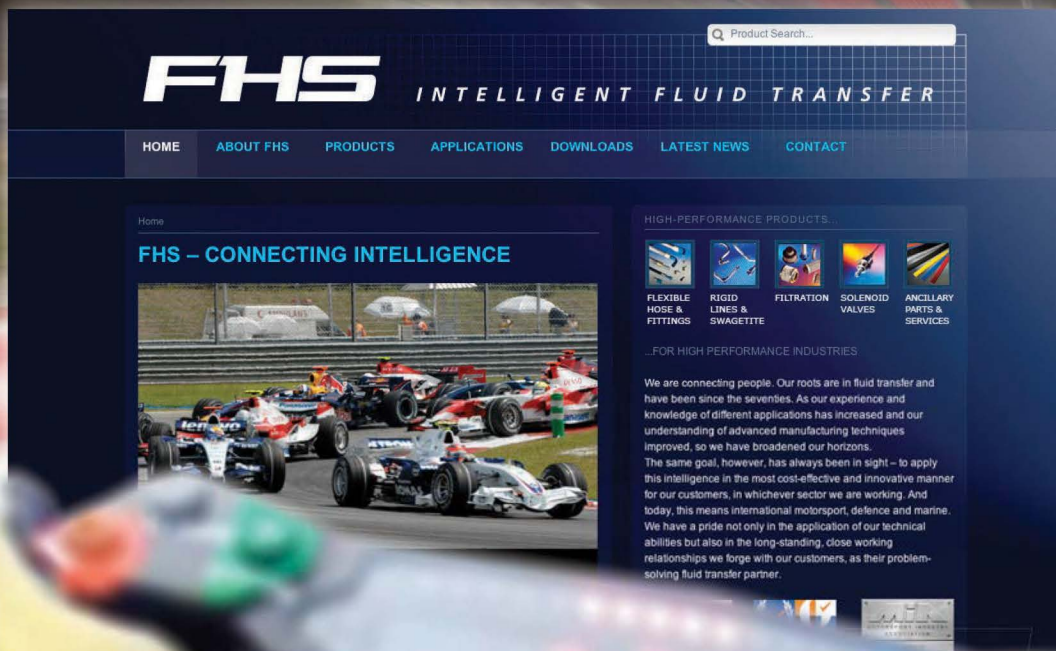 Product Search...
FHS
INTELLIGENT FLUID TRANSFER
HOME ABOUT FHS PRODUCTS APPLICATIONS DOWNLOADS LATEST NEWS CONTACT
Home
FHS – CONNECTING INTELLIGENCE
Lenovo
Panasonic
DENSO
HIGH-PERFORMANCE PRODUCTS...
FLEXIBLE
HOSE &
FITTINGS
RIGID
LINES &
SWAGETITE
FILTRATION
SOLENOID
VALVES
ANCILLARY
PARTS &
SERVICES
...FOR HIGH PERFORMANCE INDUSTRIES
We are connecting people. Our roots are in fluid transfer and
have been since the seventies. As our experience and
knowledge of different applications has increased and our
understanding of advanced manufacturing techniques
improved, so we have broadened our horizons.
The same goal, however, has always been in sight – to apply
this intelligence in the most cost-effective and innovative manner
for our customers, in whichever sector we are working. And
today, this means international motorsport, defence and marine.
We have a pride not only in the application of our technical
abilities but also in the long-standing, close working
relationships we forge with our customers, as their problem-
solving fluid transfer partner.
MIA
MOTORSPORT INDUSTRY
ASSOCIATION